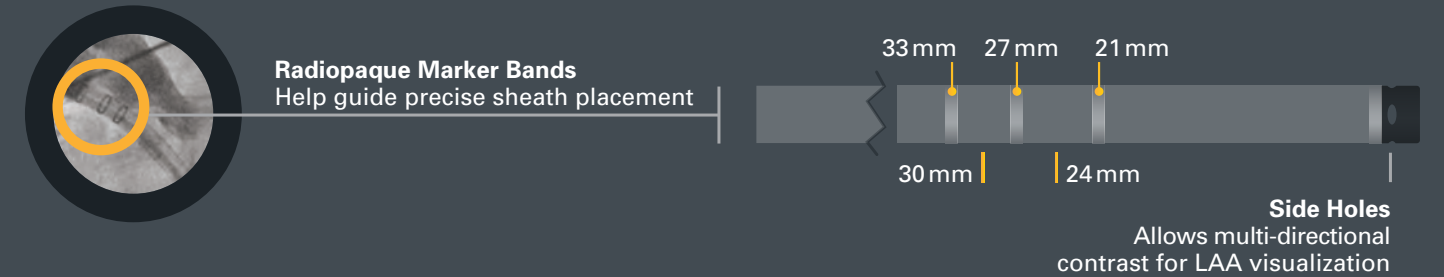 33 mm 27 mm 21 mm
Radiopaque Marker Bands
Help guide precise sheath placement
30 mm 24 mm
Side Holes
Allows multi-directional
contrast for LAA visualization